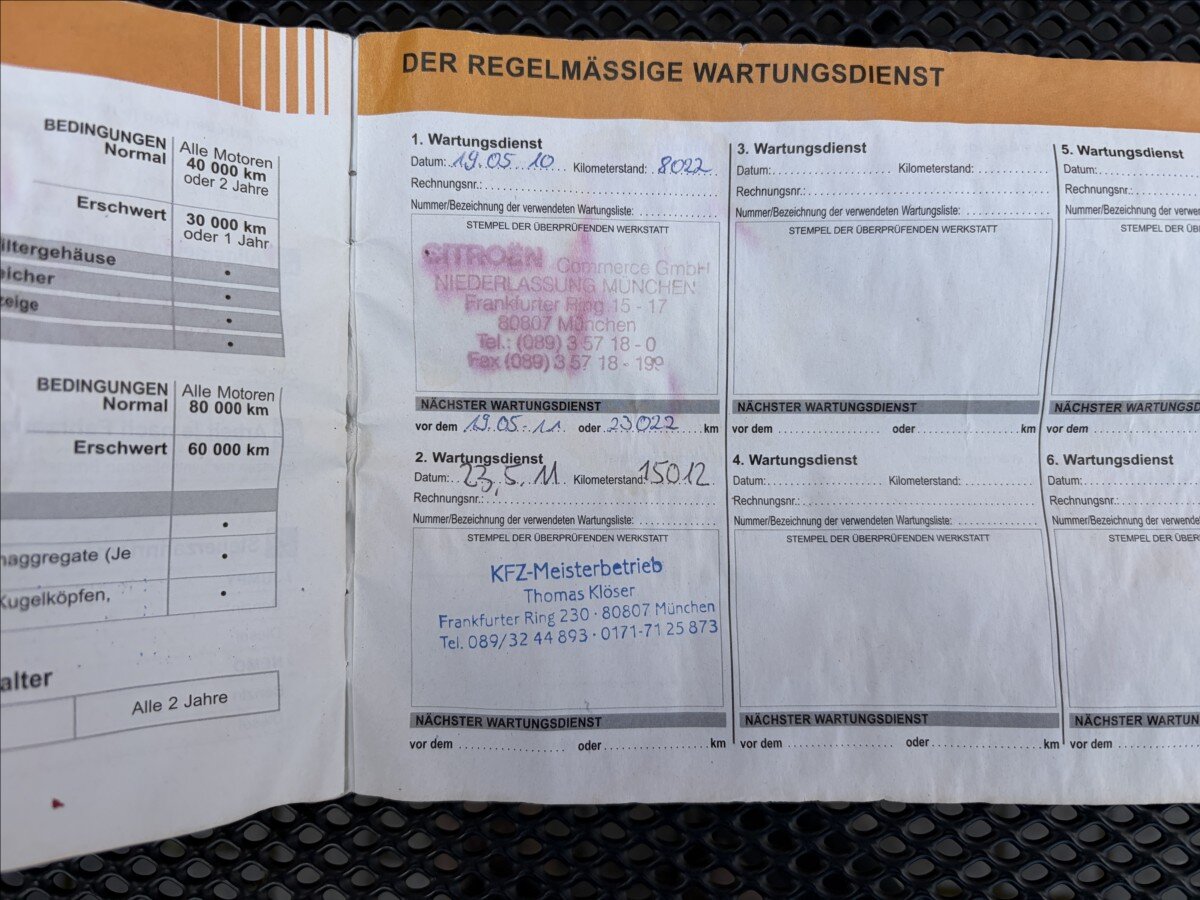 BEDINGUNGEN
Normal
Alle Motoren
40 000 km
oder 2 Jahre
Erschwert
30 000 km
oder 1 Jahr
iltergehäuse
eicher
zeige
BEDINGUNGEN
Normal
Alle Motoren
80 000 km
Erschwert
60 000 km
naggregate (Je
Kugelköpfen,
alter
Alle 2 Jahre
DER REGELMÄSSIGE WARTUNGSDIENST
1. Wartungsdienst
Datum: 19.05.10 Kilometerstand: 8022
Rechnungsnr.:
Nummer/Bezeichnung der verwendeten Wartungsliste:
STEMPEL DER ÜBERPRÜFENDEN WERKSTATT
CITROËN Commerce GmbH
NIEDERLASSUNG MÜNCHEN
Frankfurter Ring 15 - 17
80807 München
Tel.: (089) 3 57 18 - 0
Fax (089) 3 57 18 - 199
NÄCHSTER WARTUNGSDIENST
vor dem 19.05.11 oder 23022 km
2. Wartungsdienst
Datum: 23.5.11 Kilometerstand: 15012
Rechnungsnr.:
Nummer/Bezeichnung der verwendeten Wartungsliste:
STEMPEL DER ÜBERPRÜFENDEN WERKSTATT
KFZ-Meisterbetrieb
Thomas Klöser
Frankfurter Ring 230 · 80807 München
Tel. 089/32 44 893 · 0171-71 25 873
NÄCHSTER WARTUNGSDIENST
vor dem oder km
3. Wartungsdienst
Datum: Kilometerstand:
Rechnungsnr.:
Nummer/Bezeichnung der verwendeten Wartungsliste:
STEMPEL DER ÜBERPRÜFENDEN WERKSTATT
NÄCHSTER WARTUNGSDIENST
vor dem oder km
4. Wartungsdienst
Datum: Kilometerstand:
Rechnungsnr.:
Nummer/Bezeichnung der verwendeten Wartungsliste:
STEMPEL DER ÜBERPRÜFENDEN WERKSTATT
NÄCHSTER WARTUNGSDIENST
vor dem oder km
5. Wartungsdienst
Datum:
Rechnungsnr.:
Nummer/Bezeichnung der verwendeten
STEMPEL DER ÜB
NÄCHSTER WARTUNGSD
vor dem
6. Wartungsdienst
Datum:
Rechnungsnr.:
Nummer/Bezeichnung der verwendeten
STEMPEL DER ÜBE
NÄCHSTER WARTUN
vor dem